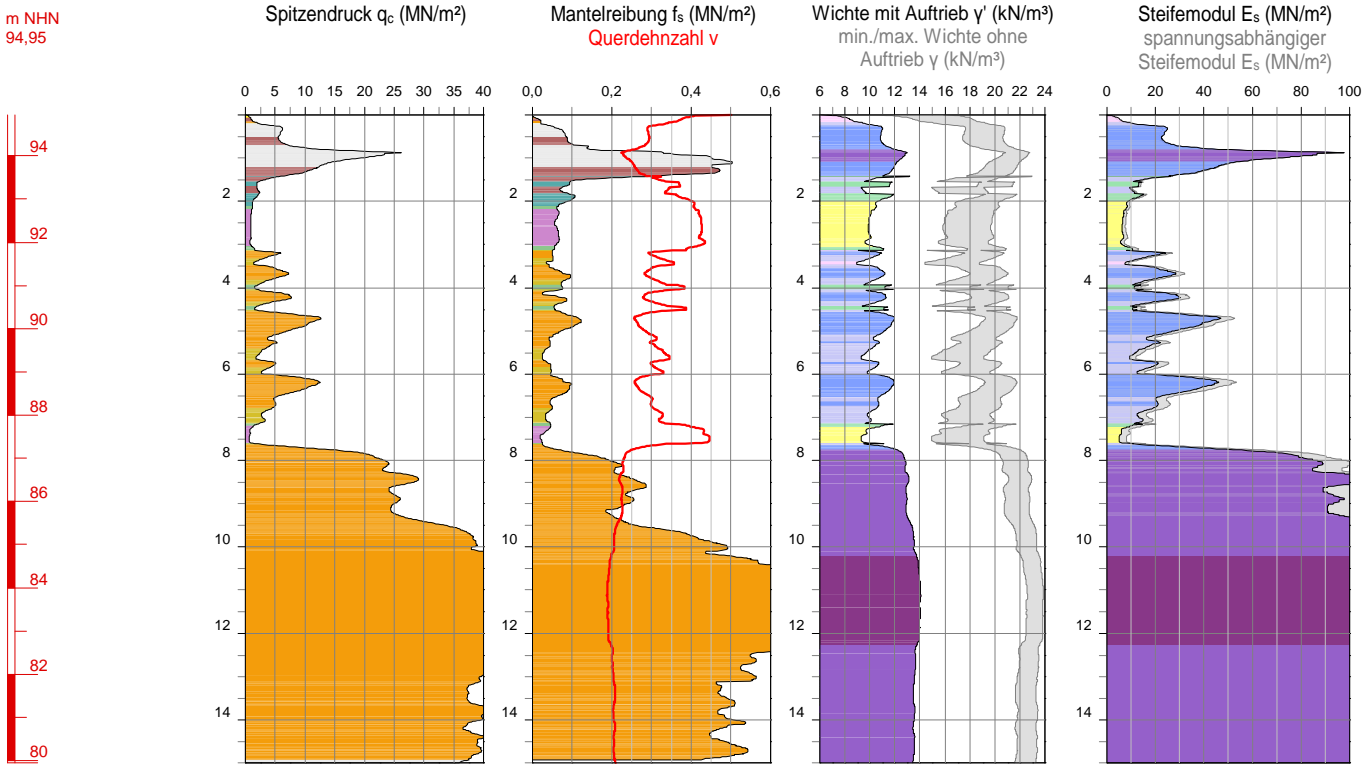 m NHN
94,95
Spitzendruck qc (MN/m²)
Mantelreibung fs (MN/m²)
Querdehnzahl ν
Wichte mit Auftrieb γ' (kN/m³)
min./max. Wichte ohne
Auftrieb γ (kN/m³)
Steifemodul Es (MN/m²)
spannungsabhängiger
Steifemodul Es (MN/m²)
0 5 10 15 20 25 30 35 40
0,0 0,2 0,4 0,6
6 8 10 12 14 16 18 20 22 24
0 20 40 60 80 100
94
92
90
88
86
84
82
80
2
4
6
8
10
12
14
2
4
6
8
10
12
14
2
4
6
8
10
12
14
2
4
6
8
10
12
14